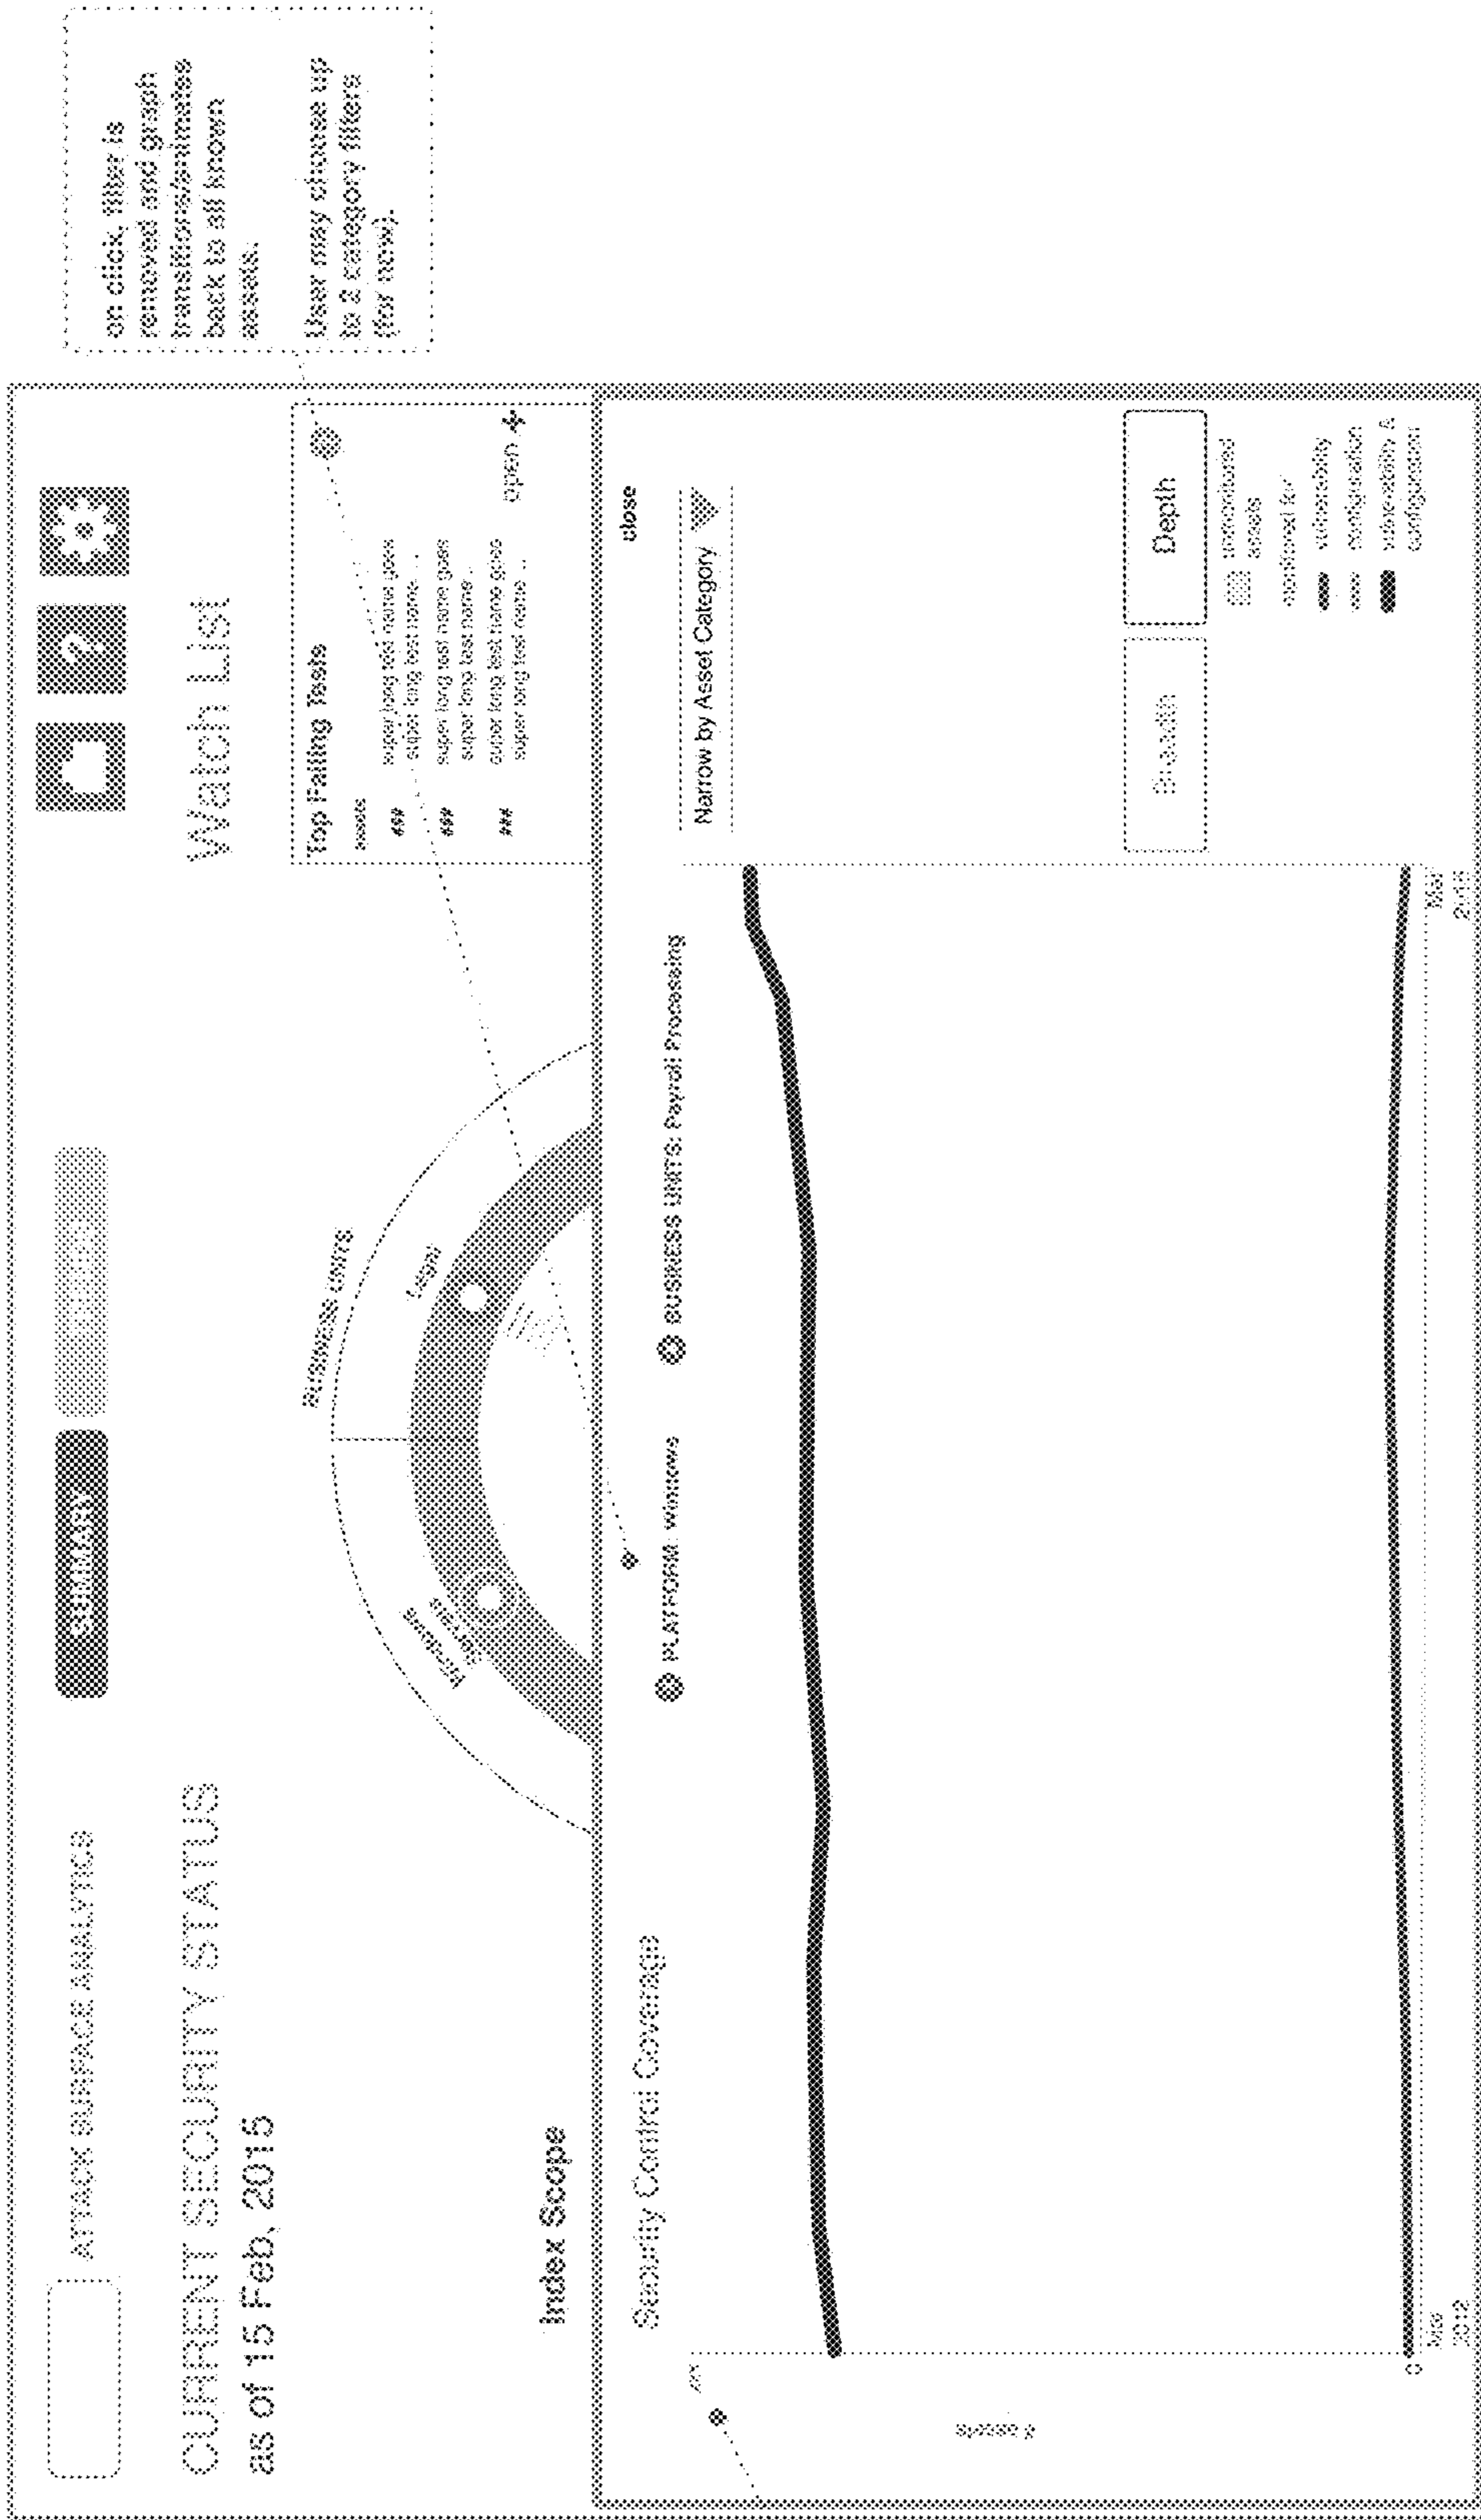 ATTACK SURFACE ANALYTICS
SUMMARY
?
CURRENT SECURITY STATUS
as of 15 Feb, 2015
Watch List
Index Scope
BUSINESS UNITS
Legal
Windows
Top Failing Tests
assets
### super long test name goes
super long test name ...
### super long test name goes
super long test name ...
### super long test name goes
super long test name ...
open +
on click, filter is
removed and graph
transitions/animates
back to all known
assets.
User may choose up
to 2 category filters
(for now).
Security Control Coverage
close
PLATFORM: Windows
BUSINESS UNITS: Payroll Processing
Narrow by Asset Category
Breadth
Depth
unmonitored
assets
monitored for
vulnerability
configuration
vulnerability &
configuration
# assets
0
Mar
2012
Mar
2015